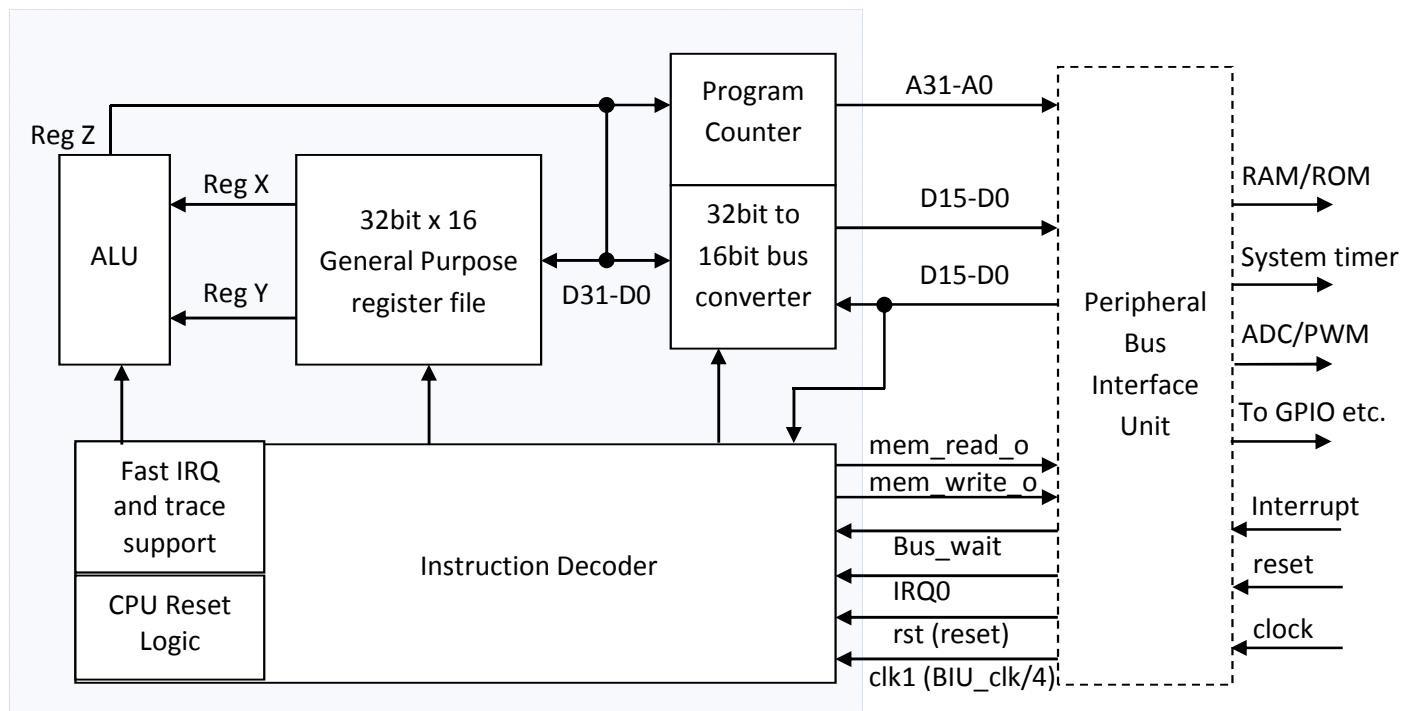 Program
Counter
A31-A0
Reg Z
RAM/ROM
Reg X
D15-D0
32bit x 16
General Purpose
register file
32bit to
16bit bus
converter
ALU
System timer
D15-D0
Reg Y
D31-D0
Peripheral
Bus
Interface
Unit
ADC/PWM
To GPIO etc.
mem_read_o
mem_write_o
Fast IRQ
and trace
support
Interrupt
Bus_wait
Instruction Decoder
reset
IRQ0
CPU Reset
Logic
rst (reset)
clock
clk1 (BIU_clk/4)